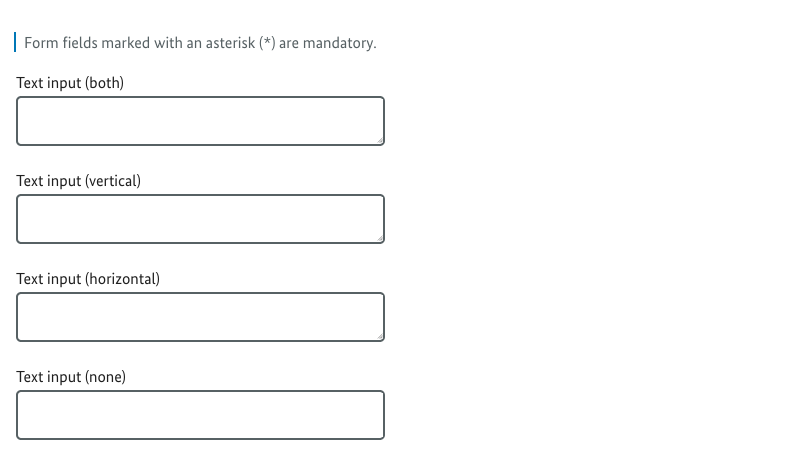 Form fields marked with an asterisk (*) are mandatory.
Text input (both)
Text input (vertical)
Text input (horizontal)
Text input (none)